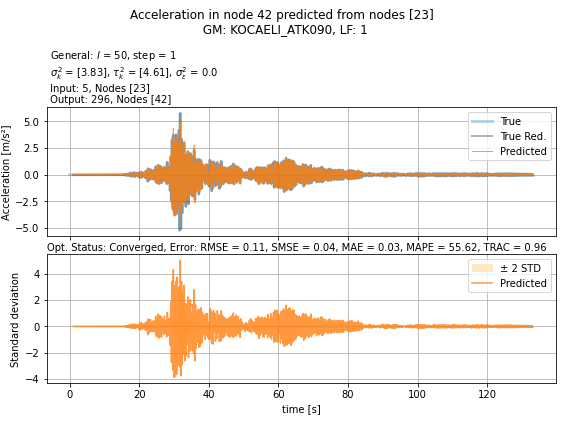 Acceleration in node 42 predicted from nodes [23]
GM: KOCAELI_ATK090, LF: 1
General: l = 50, step = 1
σ²ₖ = [3.83], τ²ₖ = [4.61], σ²ε = 0.0
Input: 5, Nodes [23]
Output: 296, Nodes [42]
Acceleration [m/s²]
5.0
2.5
0.0
−2.5
−5.0
True
True Red.
Predicted
Opt. Status: Converged, Error: RMSE = 0.11, SMSE = 0.04, MAE = 0.03, MAPE = 55.62, TRAC = 0.96
Standard deviation
4
2
0
−2
−4
± 2 STD
Predicted
0 20 40 60 80 100 120
time [s]